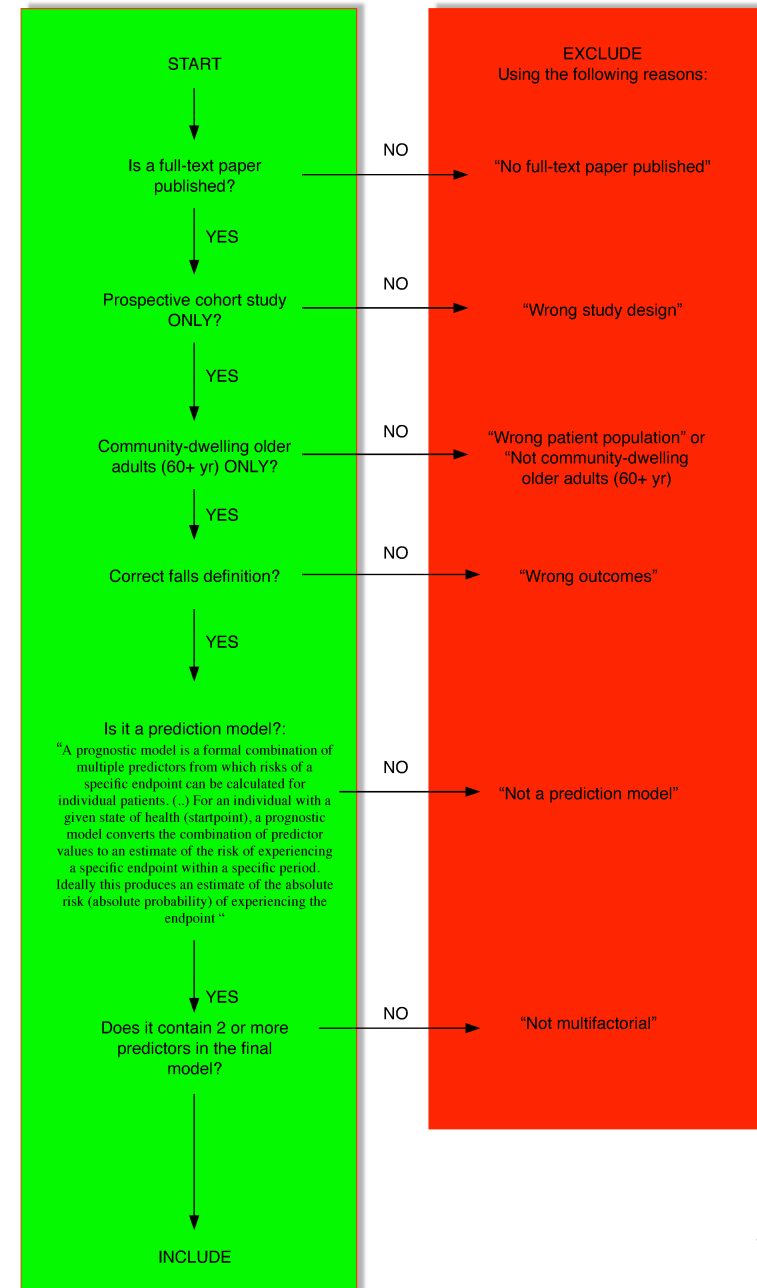 START
EXCLUDE
Using the following reasons:
Is a full-text paper
published?
NO
“No full-text paper published”
YES
Prospective cohort study
ONLY?
NO
“Wrong study design”
YES
Community-dwelling older
adults (60+ yr) ONLY?
NO
“Wrong patient population” or
“Not community-dwelling
older adults (60+ yr)
YES
Correct falls definition?
NO
“Wrong outcomes”
YES
Is it a prediction model?:
“A prognostic model is a formal combination of
multiple predictors from which risks of a
specific endpoint can be calculated for
individual patients. (..) For an individual with a
given state of health (startpoint), a prognostic
model converts the combination of predictor
values to an estimate of the risk of experiencing
a specific endpoint within a specific period.
Ideally this produces an estimate of the absolute
risk (absolute probability) of experiencing the
endpoint “
NO
“Not a prediction model”
YES
Does it contain 2 or more
predictors in the final
model?
NO
“Not multifactorial”
INCLUDE